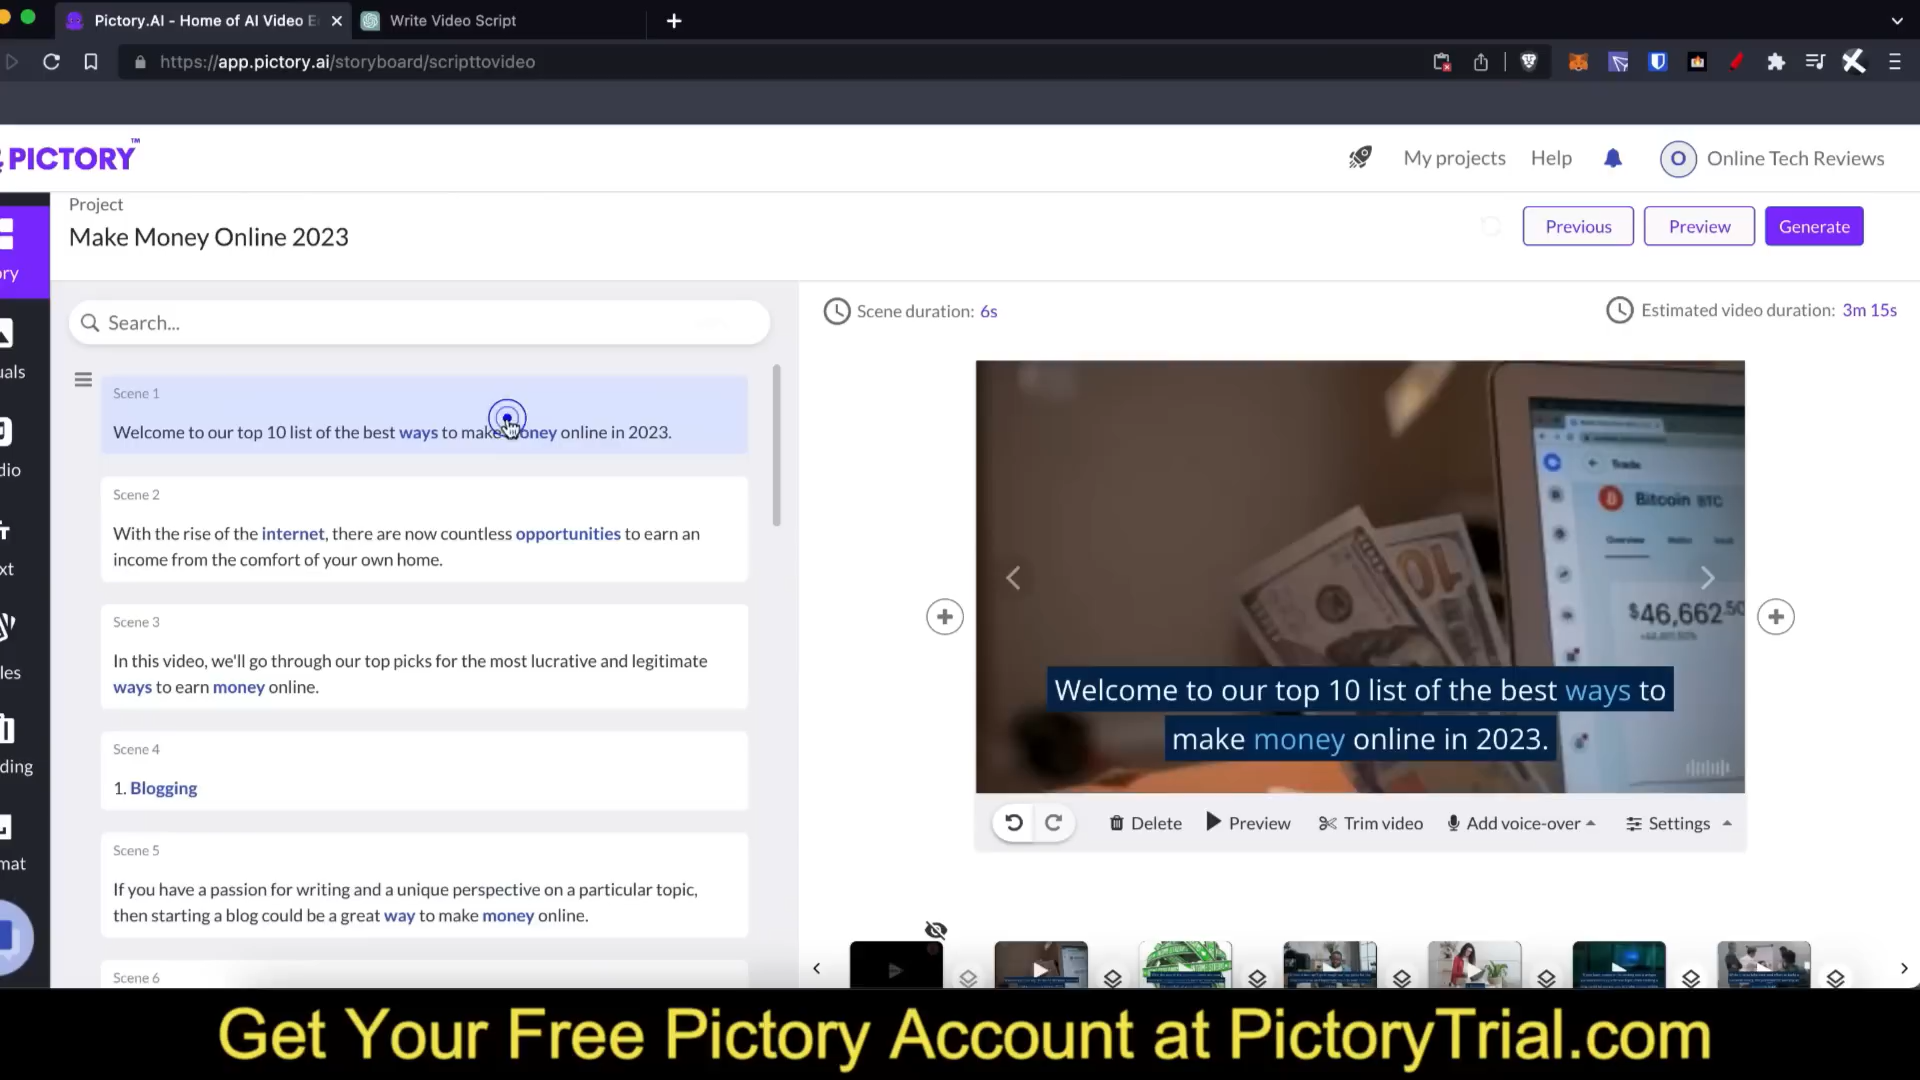 Pictory.AI - Home of AI Video E
Write Video Script
https://app.pictory.ai/storyboard/scripttovideo
PICTORY™
My projects
Help
O
Online Tech Reviews
Project
Make Money Online 2023
Previous
Preview
Generate
ory
uals
dio
xt
les
ding
mat
Search...
Scene duration: 6s
Estimated video duration: 3m 15s
Scene 1
Welcome to our top 10 list of the best ways to make money online in 2023.
Scene 2
With the rise of the internet, there are now countless opportunities to earn an
income from the comfort of your own home.
Scene 3
In this video, we'll go through our top picks for the most lucrative and legitimate
ways to earn money online.
Scene 4
1. Blogging
Scene 5
If you have a passion for writing and a unique perspective on a particular topic,
then starting a blog could be a great way to make money online.
Scene 6
Trade
Bitcoin BTC
Overview
$46,662.50
10
Welcome to our top 10 list of the best ways to
make money online in 2023.
Delete
Preview
Trim video
Add voice-over
Settings
Get Your Free Pictory Account at PictoryTrial.com